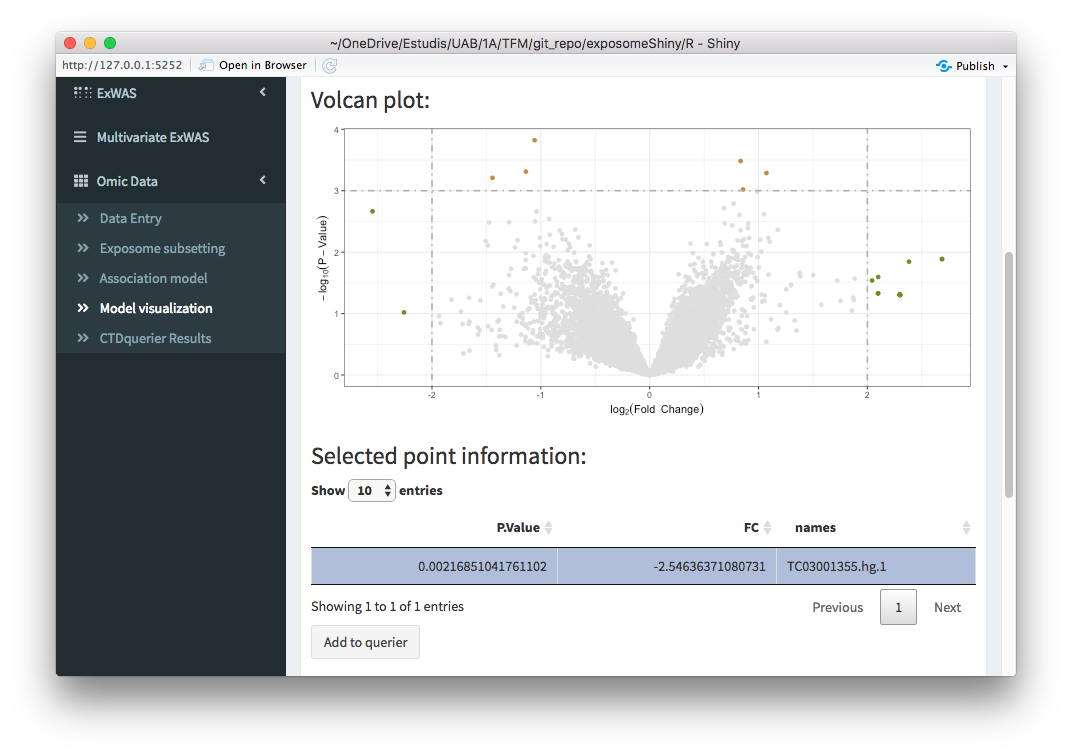 ~/OneDrive/Estudis/UAB/1A/TFM/git_repo/exposomeShiny/R - Shiny
http://127.0.0.1:5252 Open in Browser Publish
ExWAS
Multivariate ExWAS
Omic Data
Data Entry
Exposome subsetting
Association model
Model visualization
CTDquerier Results
Volcan plot:
4
3
2
1
0
−log10(P − Value)
-2 -1 0 1 2
log2(Fold Change)
Selected point information:
Show 10 entries
P.Value FC names
0.00216851041761102 -2.54636371080731 TC03001355.hg.1
Showing 1 to 1 of 1 entries Previous 1 Next
Add to querier